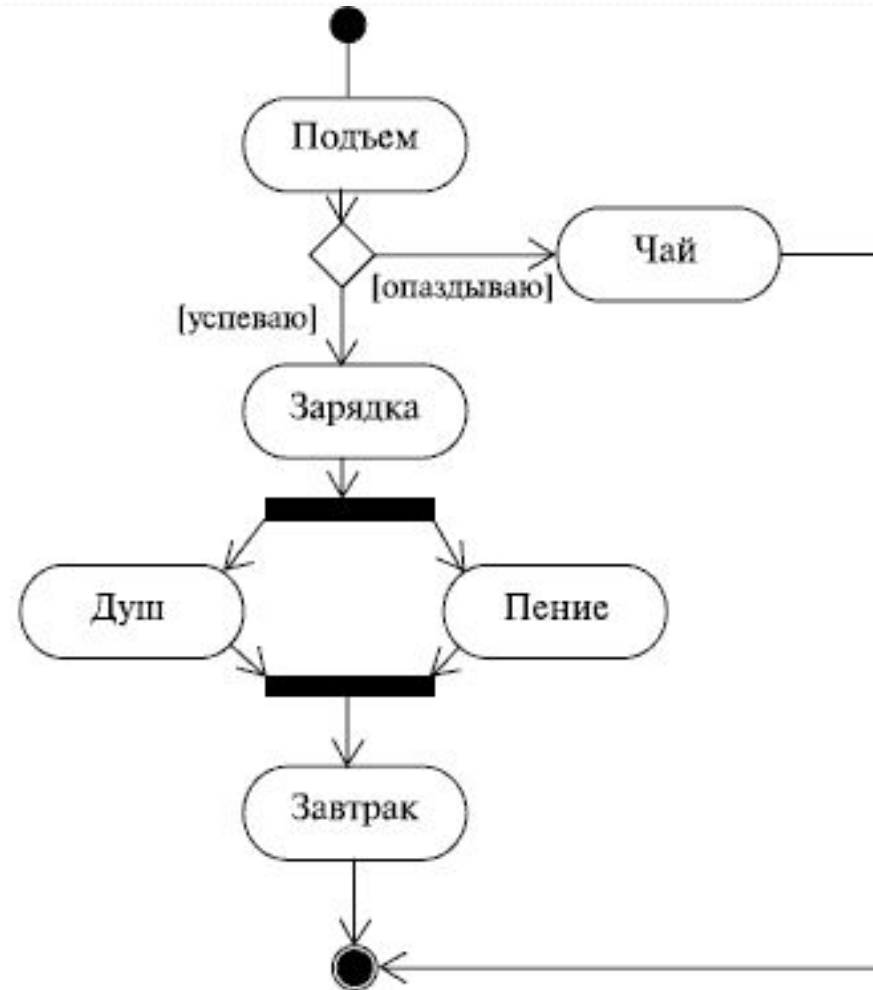 Подъем
Чай
[опаздываю]
[успеваю]
Зарядка
Душ
Пение
Завтрак